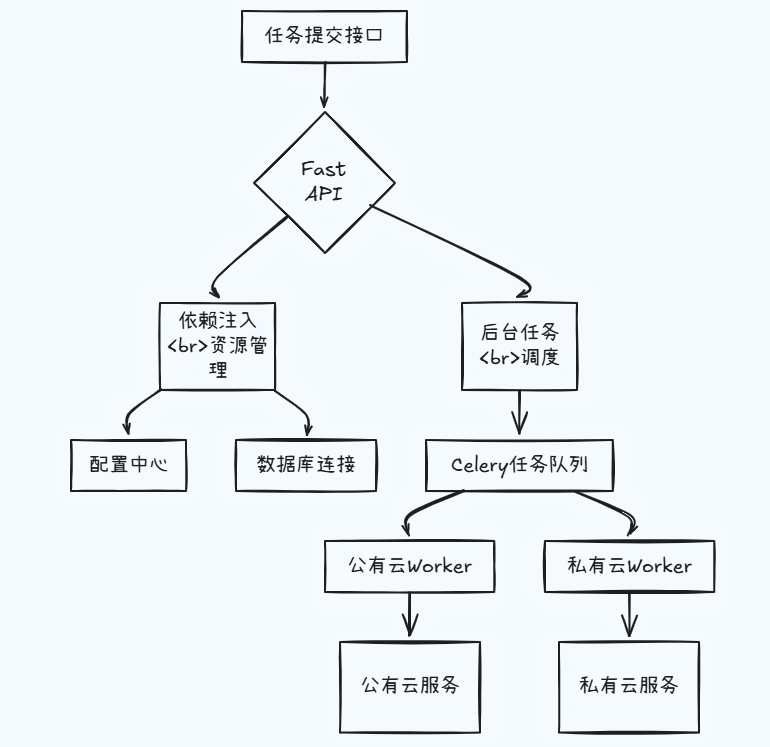 任务提交接口
Fast
API
依赖注入
<br>资源管
理
后台任务
<br>调度
配置中心
数据库连接
Celery任务队列
公有云Worker
私有云Worker
公有云服务
私有云服务